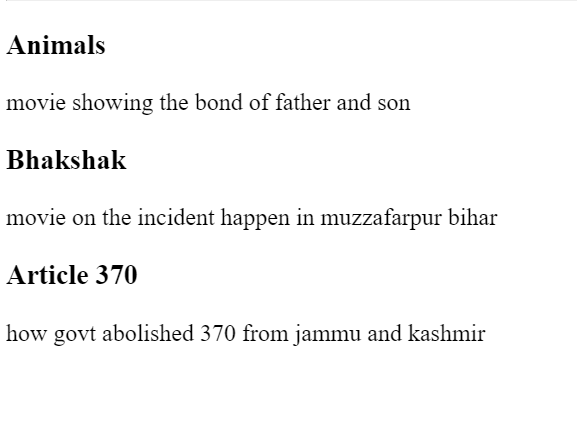 Animals
movie showing the bond of father and son
Bhakshak
movie on the incident happen in muzzafarpur bihar
Article 370
how govt abolished 370 from jammu and kashmir